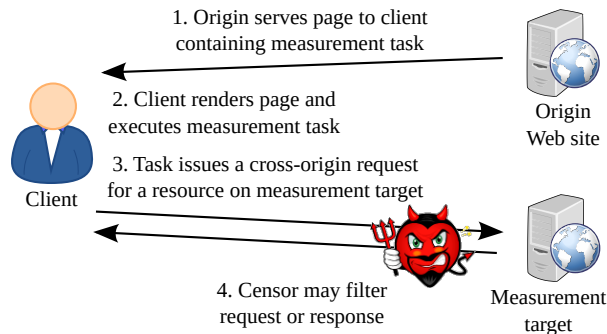 1. Origin serves page to client
containing measurement task
2. Client renders page and
executes measurement task
Origin
Web site
3. Task issues a cross-origin request
for a resource on measurement target
Client
4. Censor may filter
request or response
Measurement
target